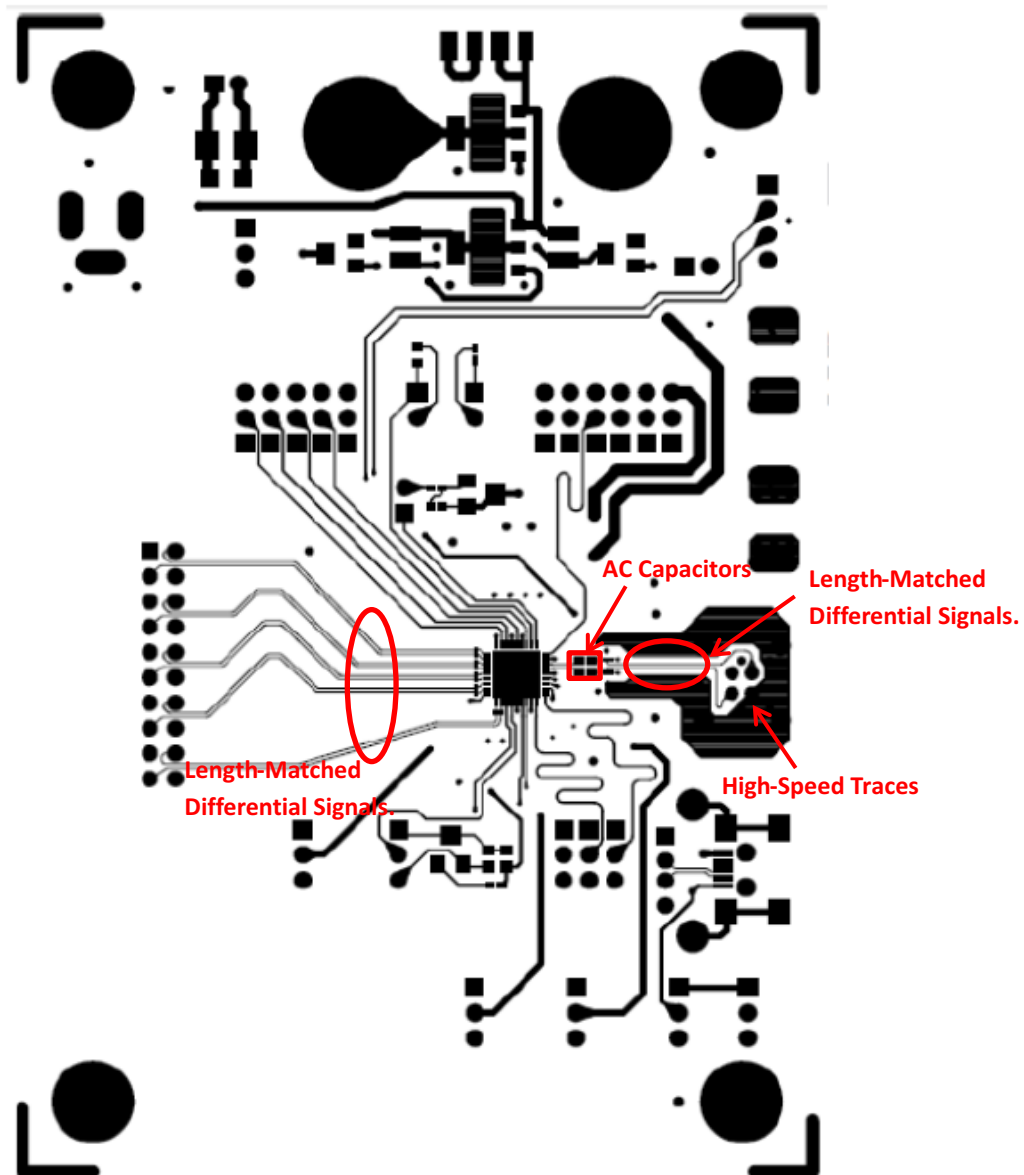 AC Capacitors
Length-Matched
Differential Signals.
Length-Matched
Differential Signals.
High-Speed Traces